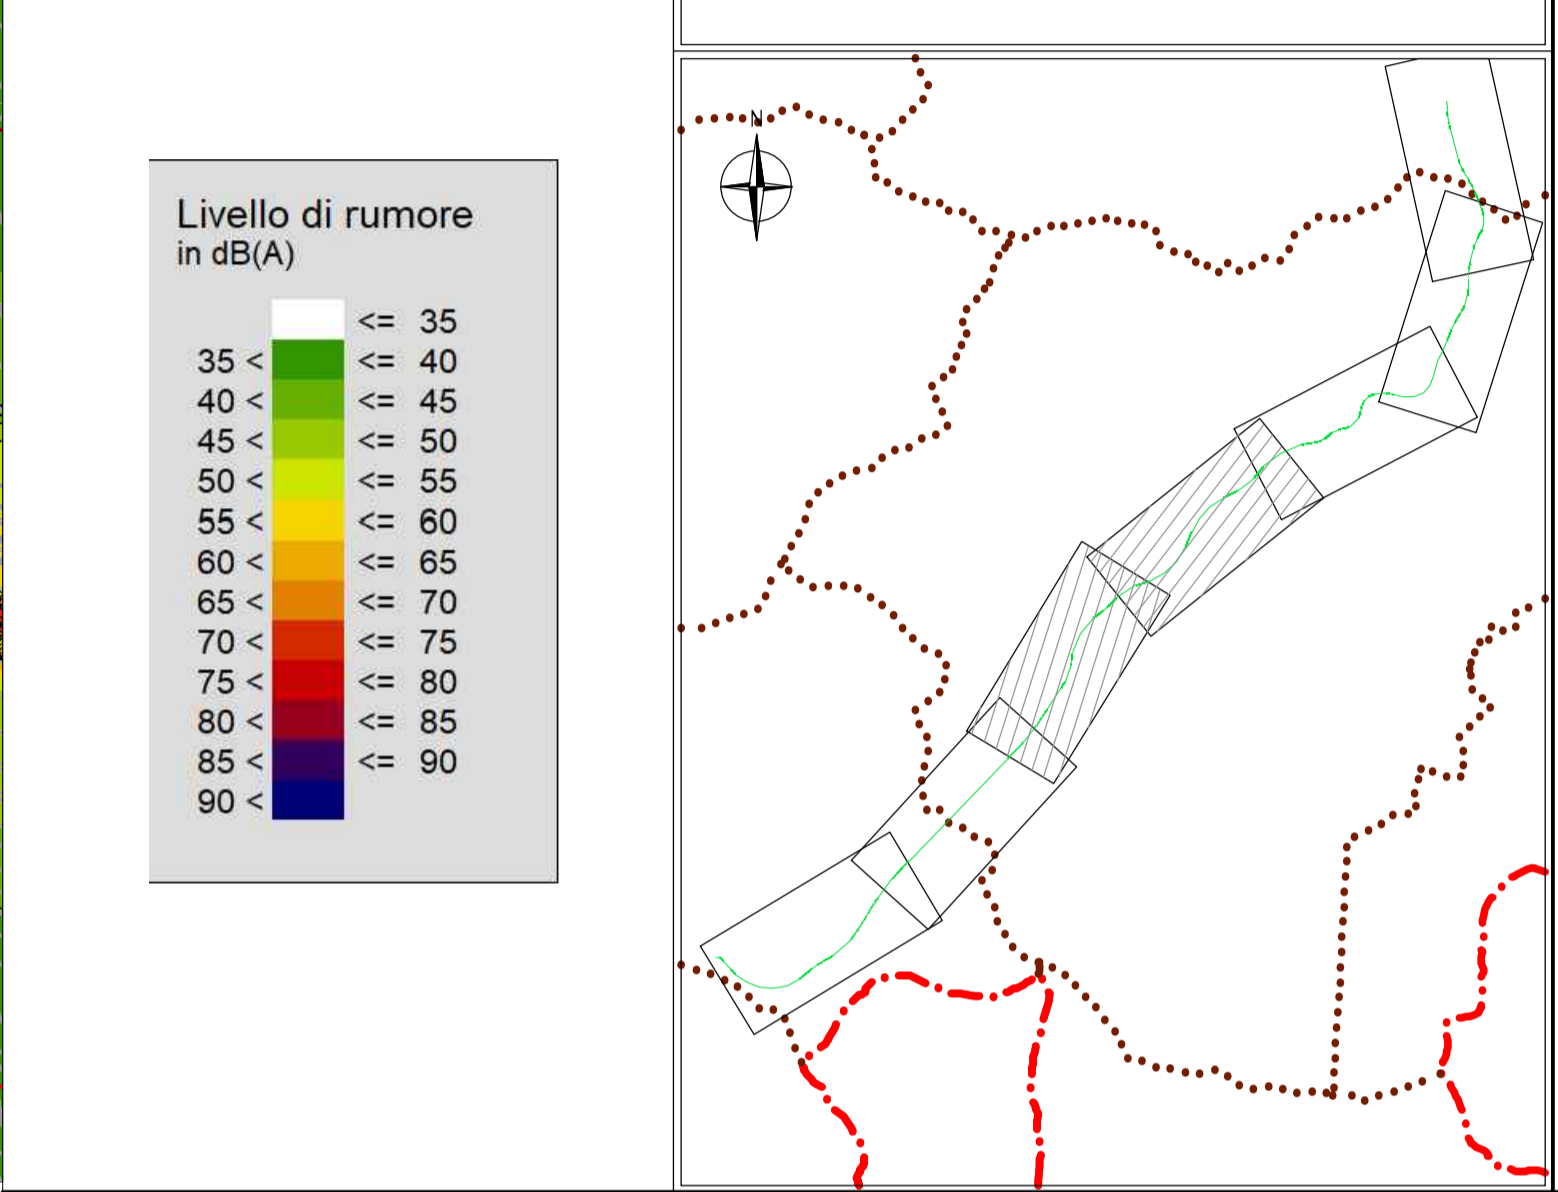 Livello di rumore
in dB(A)
<= 35
35 < <= 40
40 < <= 45
45 < <= 50
50 < <= 55
55 < <= 60
60 < <= 65
65 < <= 70
70 < <= 75
75 < <= 80
80 < <= 85
85 < <= 90
90 <
N